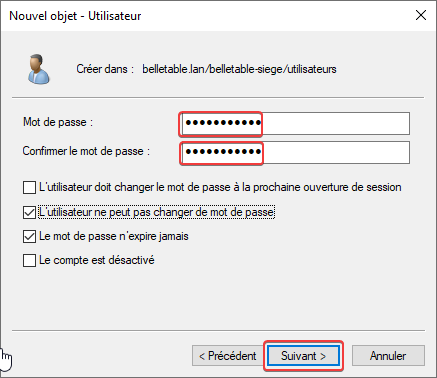 Nouvel objet - Utilisateur
Créer dans : belletable.lan/belletable-siege/utilisateurs
Mot de passe : ●●●●●●●●●●●
Confirmer le mot de passe : ●●●●●●●●●●●
L'utilisateur doit changer le mot de passe à la prochaine ouverture de session
L'utilisateur ne peut pas changer de mot de passe
Le mot de passe n'expire jamais
Le compte est désactivé
< Précédent Suivant > Annuler